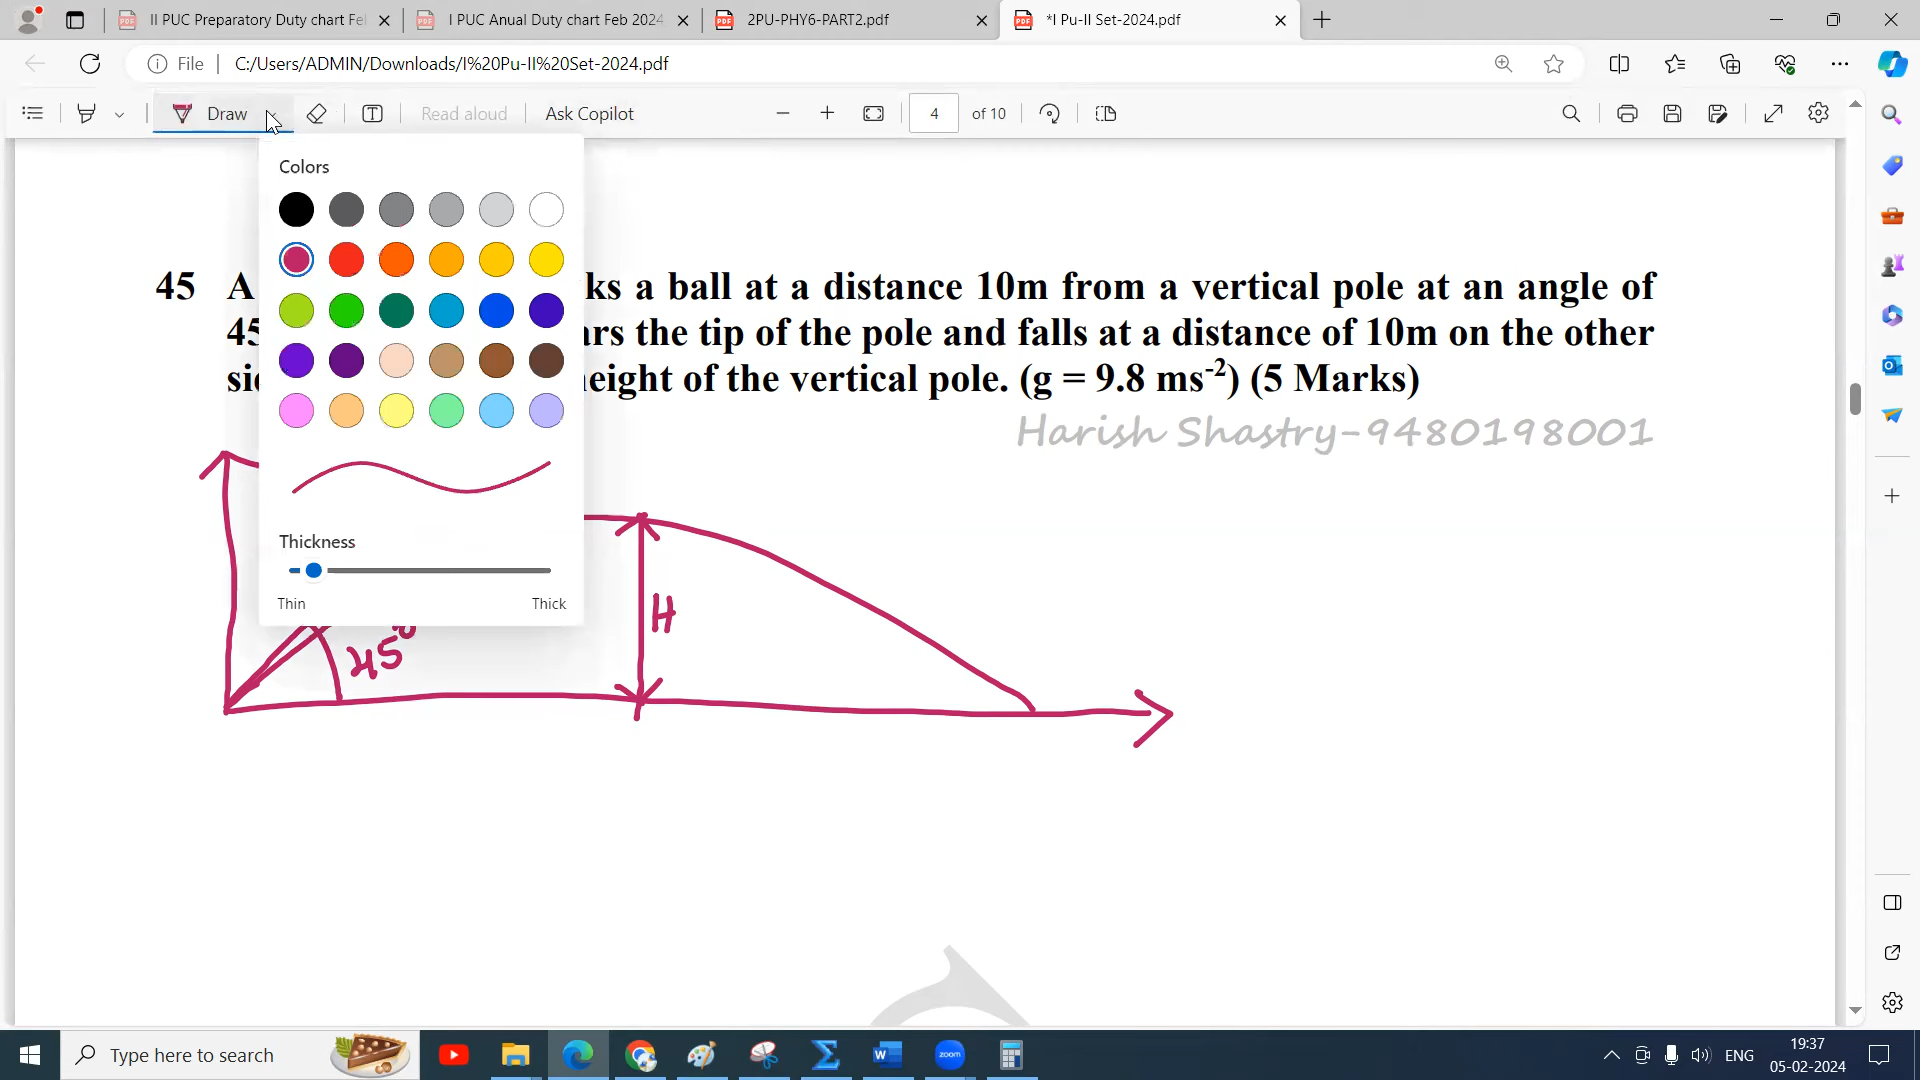 II PUC Preparatory Duty chart Fel
I PUC Anual Duty chart Feb 2024
2PU-PHY6-PART2.pdf
*I Pu-II Set-2024.pdf
File
C:/Users/ADMIN/Downloads/I%20Pu-II%20Set-2024.pdf
Draw
Read aloud
Ask Copilot
4 of 10
Colors
45 A ks a ball at a distance 10m from a vertical pole at an angle of
45 ars the tip of the pole and falls at a distance of 10m on the other
height of the vertical pole. (g = 9.8 ms⁻²) (5 Marks)
Harish Shastry-9480198001
Thickness
Thin Thick
H
45°
Type here to search
zoom
ENG
19:37
05-02-2024